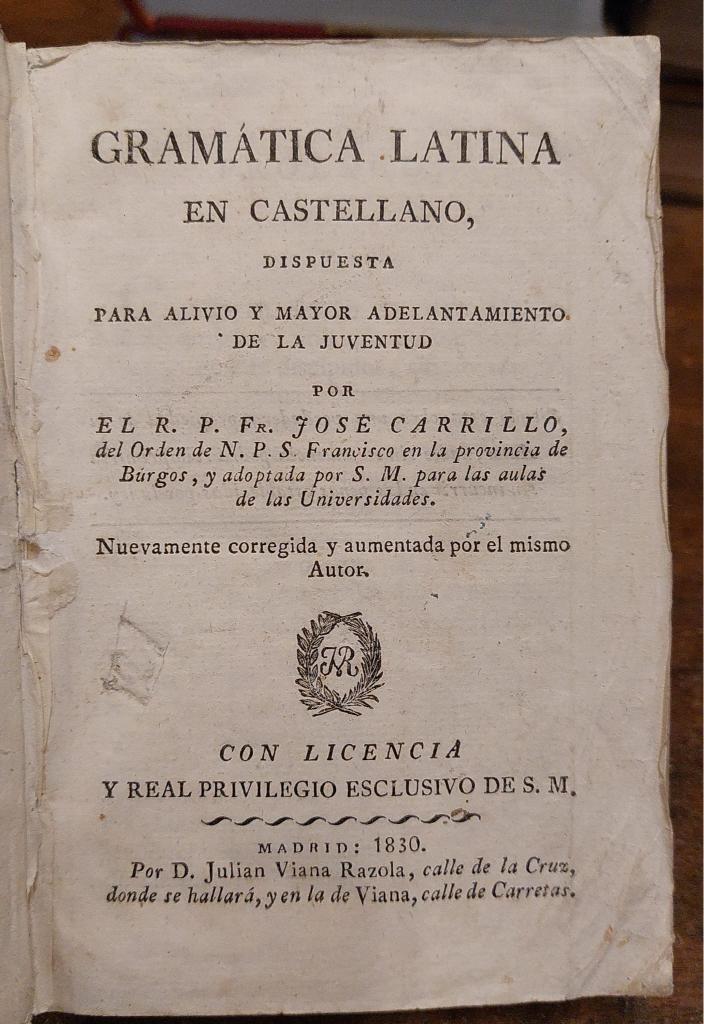 GRAMÁTICA LATINA
EN CASTELLANO,
DISPUESTA
PARA ALIVIO Y MAYOR ADELANTAMIENTO
DE LA JUVENTUD
POR
EL R. P. FR. JOSÉ CARRILLO,
del Orden de N. P. S. Francisco en la provincia de
Búrgos, y adoptada por S. M. para las aulas
de las Universidades.
Nuevamente corregida y aumentada por el mismo
Autor.
JVR
CON LICENCIA
Y REAL PRIVILEGIO ESCLUSIVO DE S. M.
MADRID: 1830.
Por D. Julian Viana Razola, calle de la Cruz,
donde se hallará, y en la de Viana, calle de Carretas.